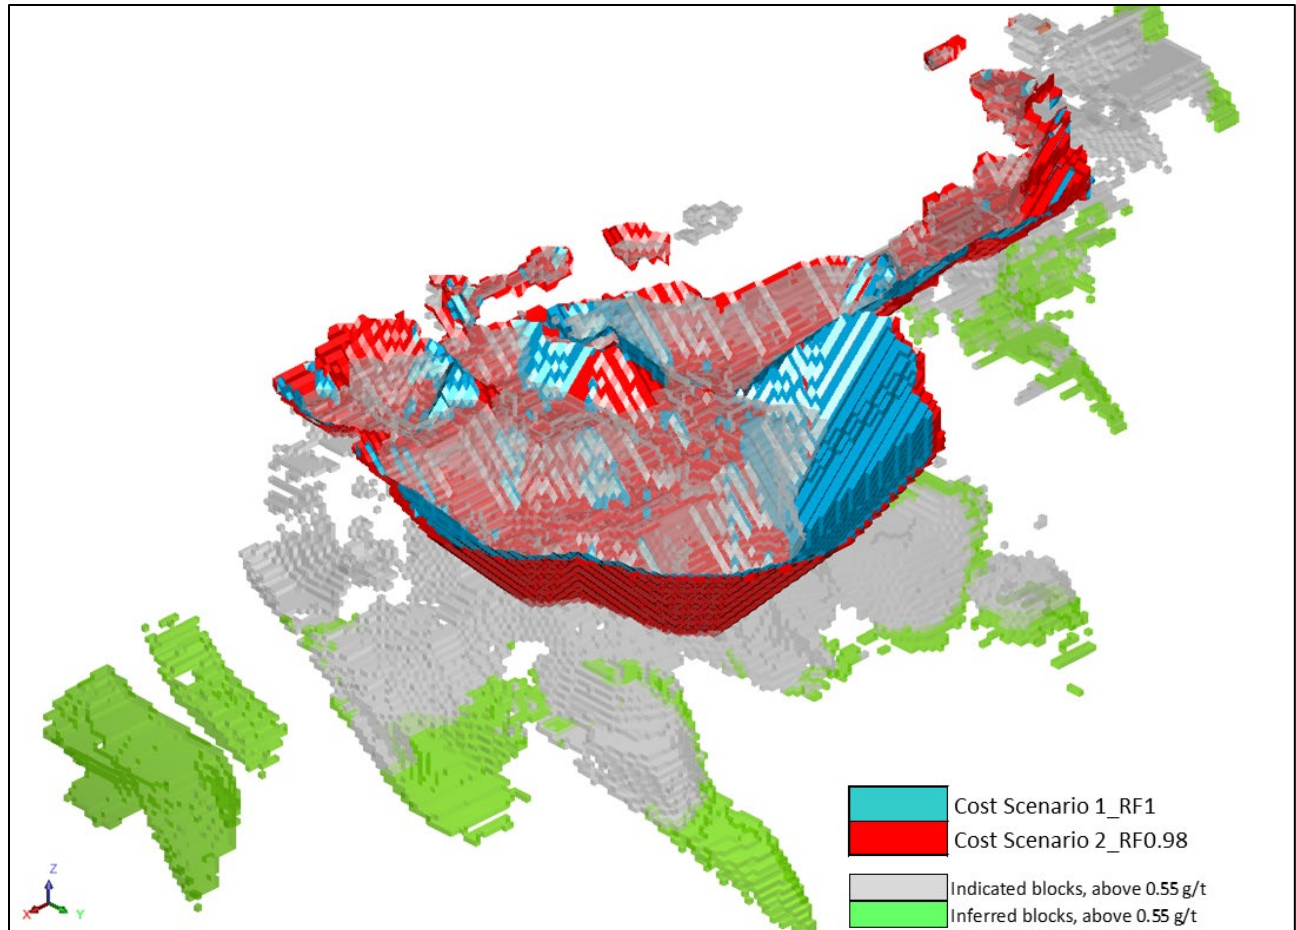 Cost Scenario 1_RF1
Cost Scenario 2_RF0.98
Indicated blocks, above 0.55 g/t
Inferred blocks, above 0.55 g/t
Z
X
Y